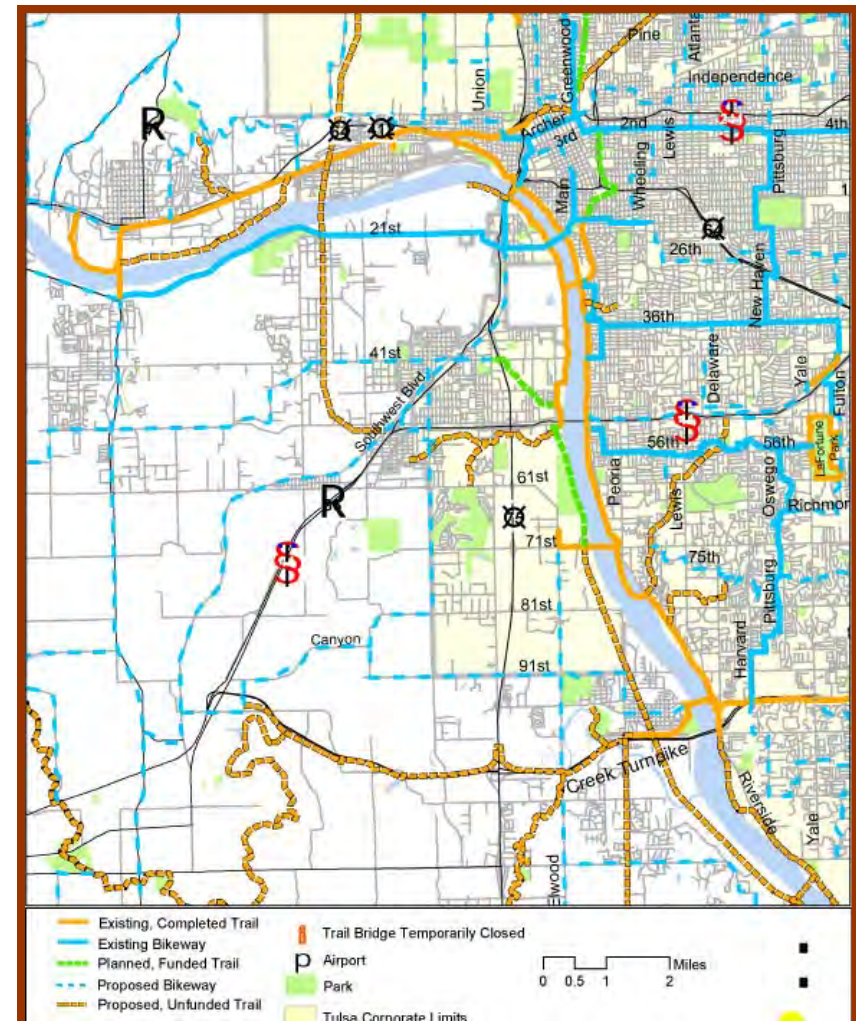 Pine
Atlanta
Greenwood
Independence
Union
Archer
2nd
Lewis
4th
3rd
Main
Wheeling
Pittsburg
1
21st
26th
New Haven
36th
41st
Delaware
Yale
Fulton
Southwest Blvd
56th
56th
LaFortune
Park
61st
Peoria
Lewis
Oswego
Richmon
71st
75th
Pittsburg
81st
Canyon
91st
Harvard
Creek Turnpike
Riverside
Yale
Elwood
R
R
Existing, Completed Trail
Existing Bikeway
Planned, Funded Trail
Proposed Bikeway
Proposed, Unfunded Trail
Trail Bridge Temporarily Closed
p Airport
Park
Tulsa Corporate Limits
Miles
0 0.5 1 2